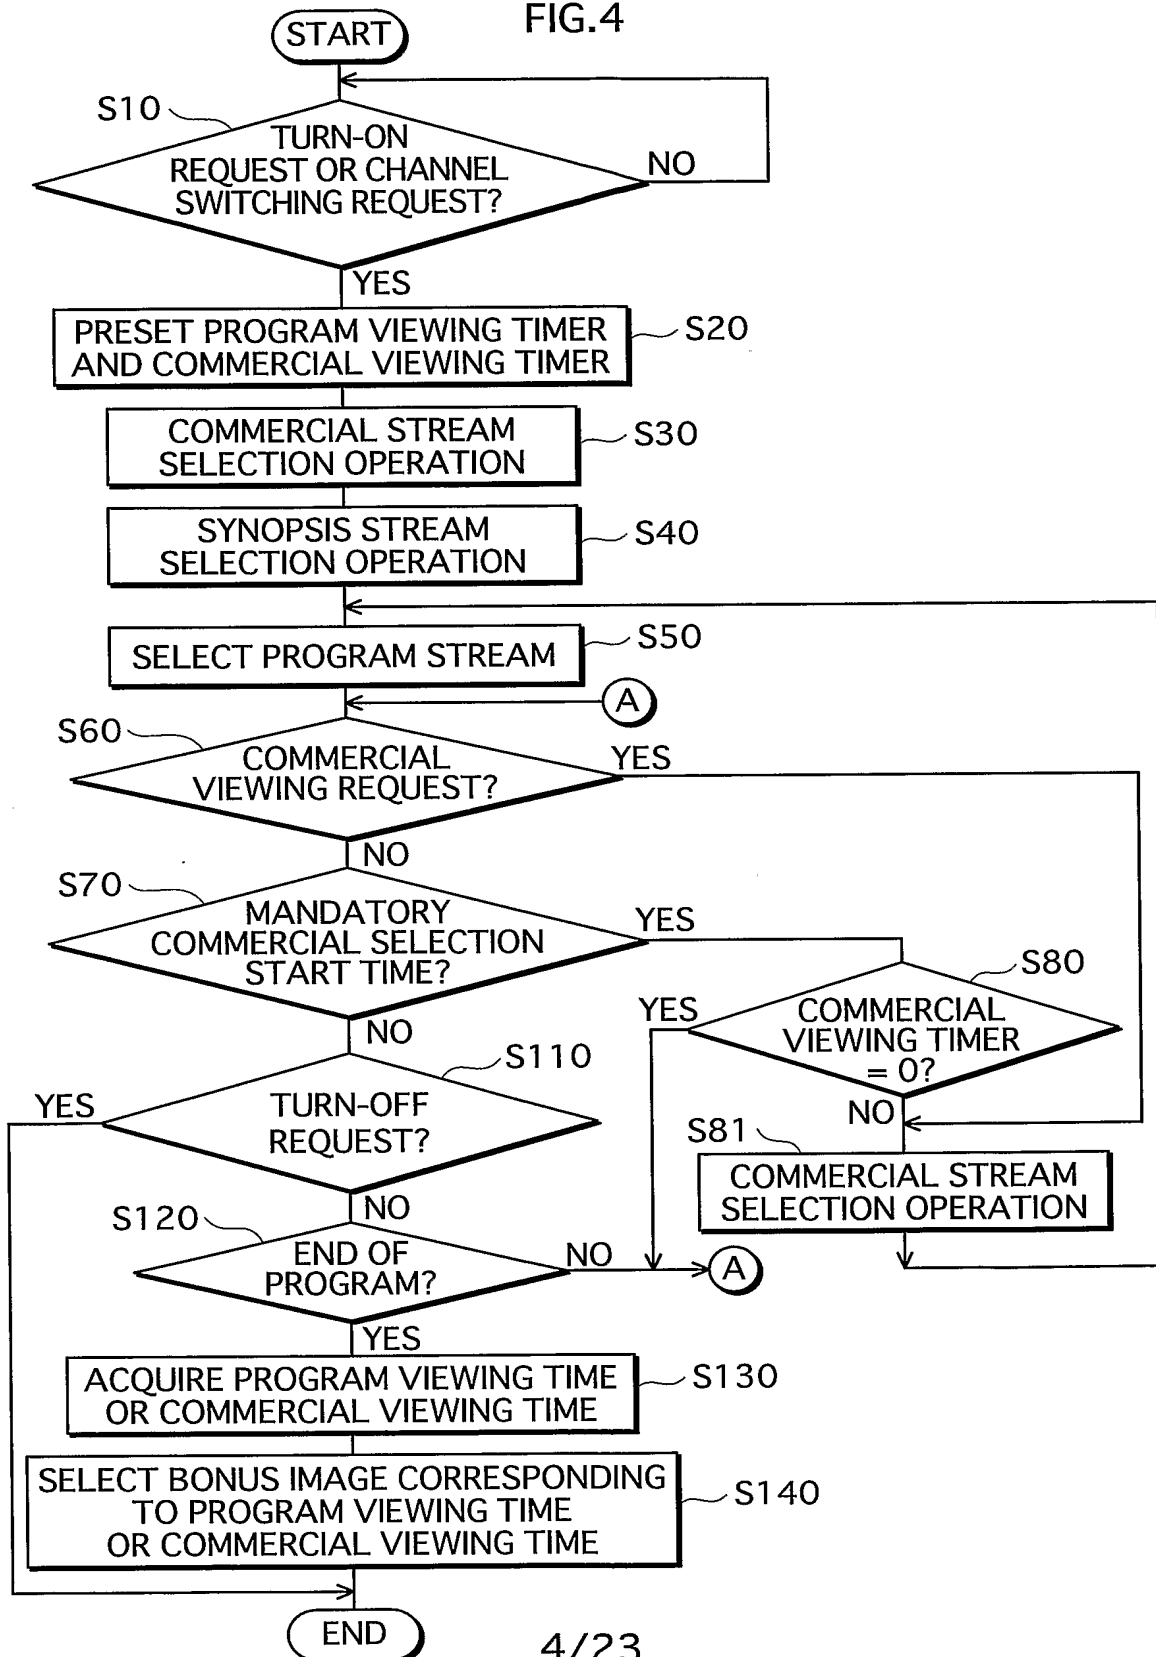 FIG.4
START
S10
TURN-ON
REQUEST OR CHANNEL
SWITCHING REQUEST?
NO
YES
PRESET PROGRAM VIEWING TIMER
AND COMMERCIAL VIEWING TIMER
S20
COMMERCIAL STREAM
SELECTION OPERATION
S30
SYNOPSIS STREAM
SELECTION OPERATION
S40
SELECT PROGRAM STREAM
S50
A
S60
COMMERCIAL
VIEWING REQUEST?
YES
NO
S70
MANDATORY
COMMERCIAL SELECTION
START TIME?
YES
NO
S80
COMMERCIAL
VIEWING TIMER
= 0?
YES
NO
S81
COMMERCIAL STREAM
SELECTION OPERATION
S110
TURN-OFF
REQUEST?
YES
NO
S120
END OF
PROGRAM?
NO
A
YES
ACQUIRE PROGRAM VIEWING TIME
OR COMMERCIAL VIEWING TIME
S130
SELECT BONUS IMAGE CORRESPONDING
TO PROGRAM VIEWING TIME
OR COMMERCIAL VIEWING TIME
S140
END
4/23